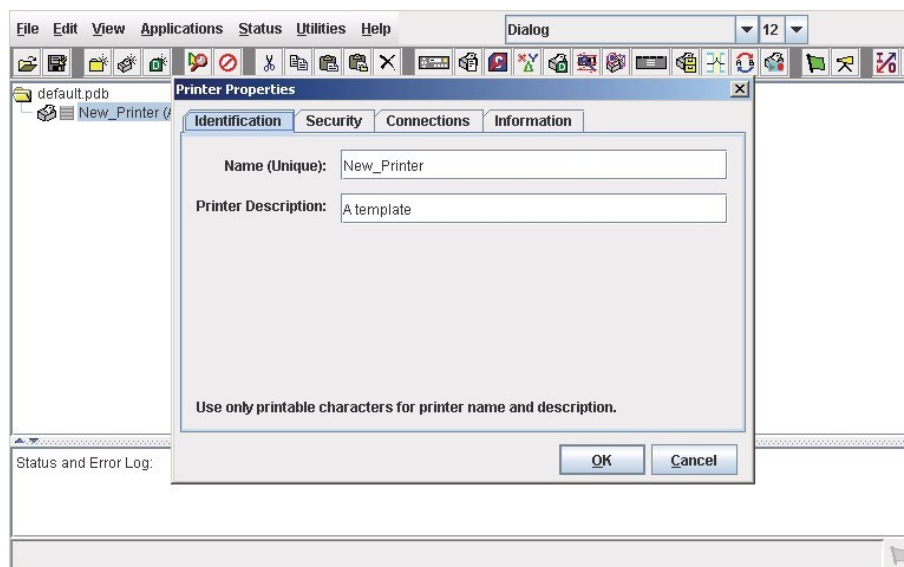 File Edit View Applications Status Utilities Help Dialog 12
default.pdb
New_Printer (A
Printer Properties
Identification Security Connections Information
Name (Unique): New_Printer
Printer Description: A template
Use only printable characters for printer name and description.
OK Cancel
Status and Error Log: